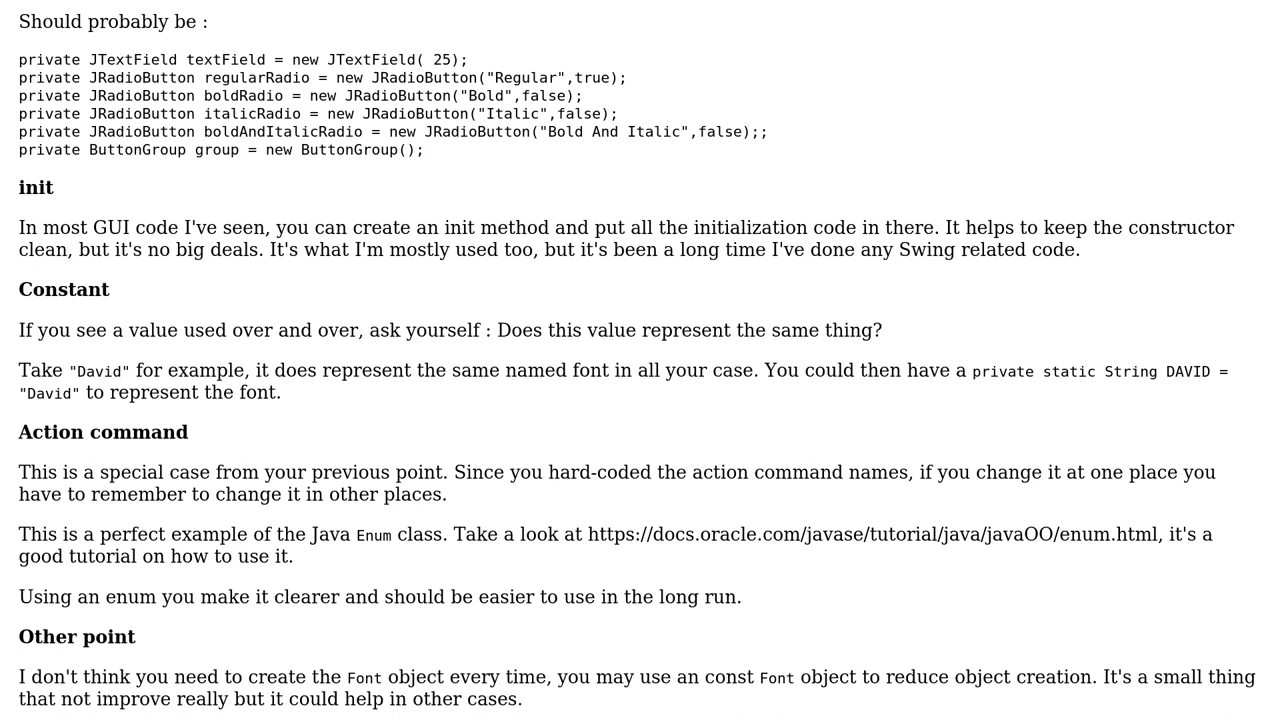 Should probably be :
private JTextField textField = new JTextField( 25);
private JRadioButton regularRadio = new JRadioButton("Regular",true);
private JRadioButton boldRadio = new JRadioButton("Bold",false);
private JRadioButton italicRadio = new JRadioButton("Italic",false);
private JRadioButton boldAndItalicRadio = new JRadioButton("Bold And Italic",false);;
private ButtonGroup group = new ButtonGroup();
init
In most GUI code I've seen, you can create an init method and put all the initialization code in there. It helps to keep the constructor
clean, but it's no big deals. It's what I'm mostly used too, but it's been a long time I've done any Swing related code.
Constant
If you see a value used over and over, ask yourself : Does this value represent the same thing?
Take "David" for example, it does represent the same named font in all your case. You could then have a private static String DAVID =
"David" to represent the font.
Action command
This is a special case from your previous point. Since you hard-coded the action command names, if you change it at one place you
have to remember to change it in other places.
This is a perfect example of the Java Enum class. Take a look at https://docs.oracle.com/javase/tutorial/java/javaOO/enum.html, it's a
good tutorial on how to use it.
Using an enum you make it clearer and should be easier to use in the long run.
Other point
I don't think you need to create the Font object every time, you may use an const Font object to reduce object creation. It's a small thing
that not improve really but it could help in other cases.